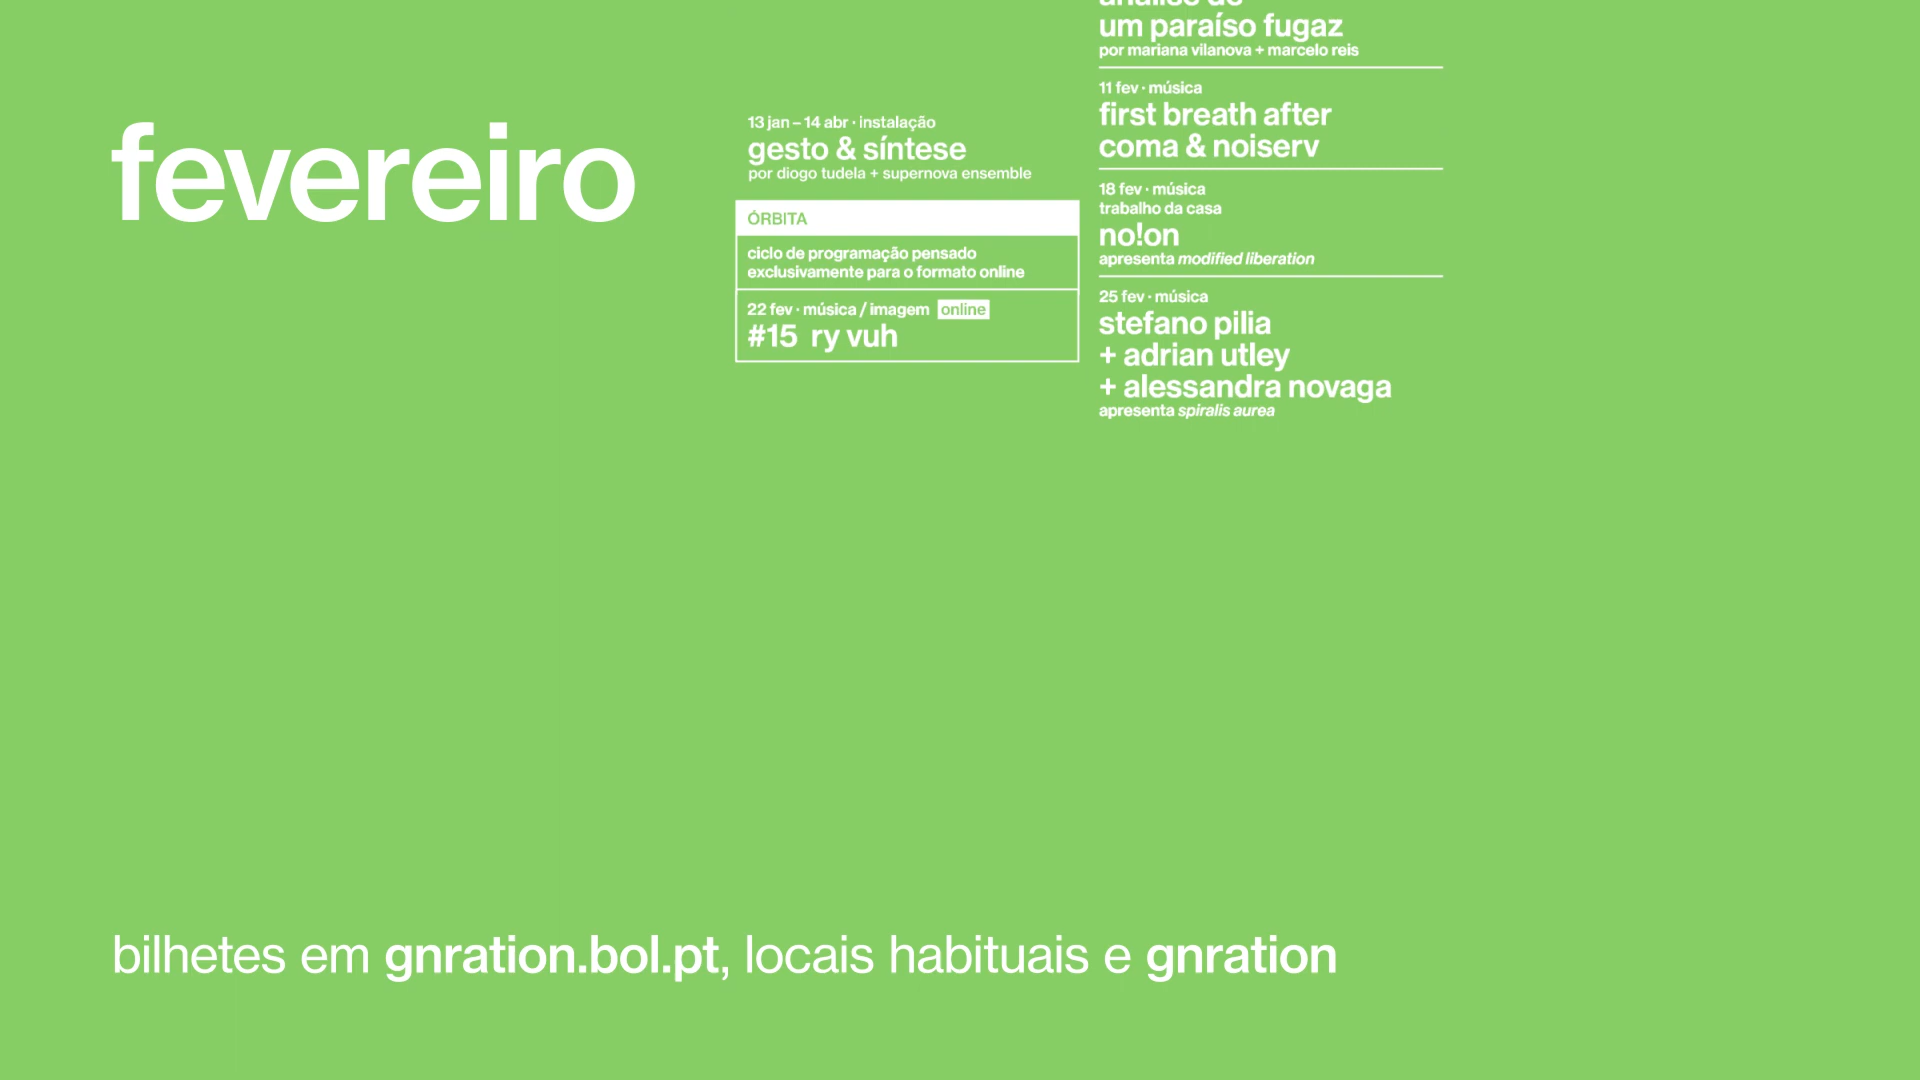 fevereiro
13 jan – 14 abr · instalação
gesto & síntese
por diogo tudela + supernova ensemble
ÓRBITA
ciclo de programação pensado
exclusivamente para o formato online
22 fev · música / imagem online
#15 ry vuh
um paraíso fugaz
por mariana vilanova + marcelo reis
11 fev · música
first breath after
coma & noiserv
18 fev · música
trabalho da casa
no!on
apresenta modified liberation
25 fev · música
stefano pilia
+ adrian utley
+ alessandra novaga
apresenta spiralis aurea
bilhetes em gnration.bol.pt, locais habituais e gnration